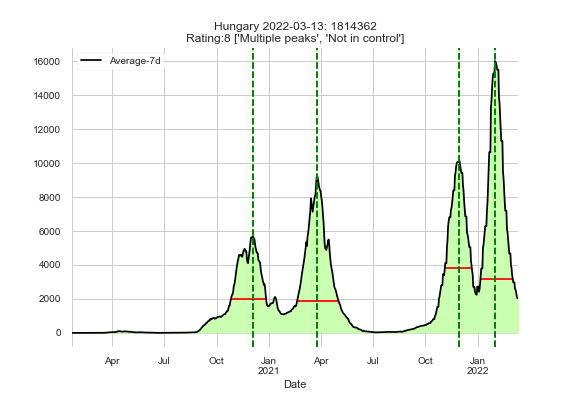 Hungary 2022-03-13: 1814362
Rating:8 ['Multiple peaks', 'Not in control']
Average-7d
16000
14000
12000
10000
8000
6000
4000
2000
0
Apr Jul Oct Jan Apr Jul Oct Jan
2021 2022
Date